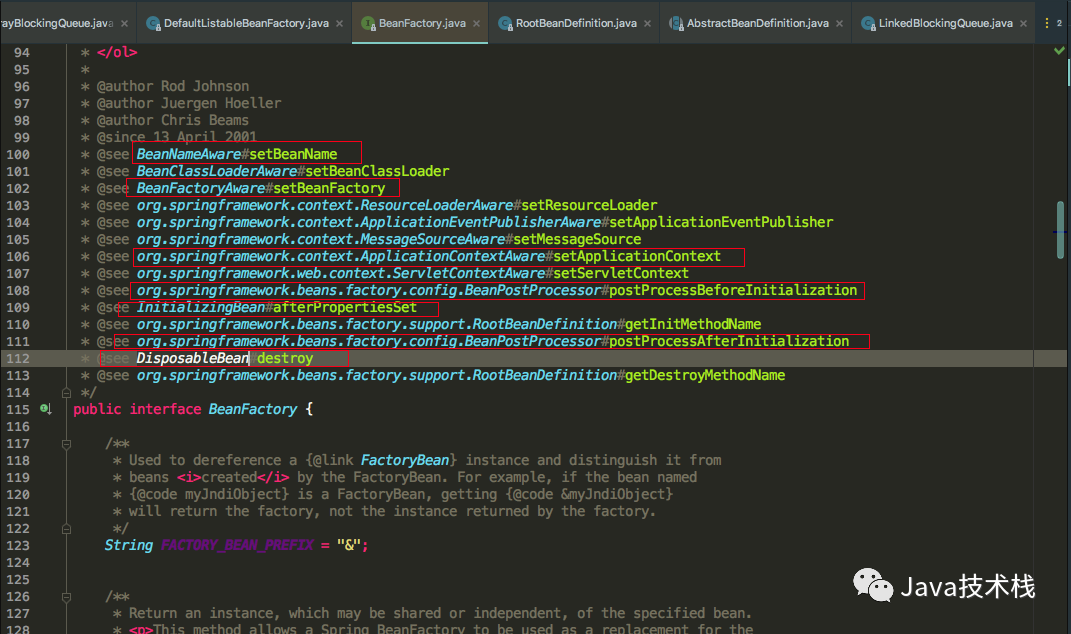 ayBlockingQueue.java × DefaultListableBeanFactory.java × BeanFactory.java × RootBeanDefinition.java × AbstractBeanDefinition.java × LinkedBlockingQueue.java × 2
94 * </ol>
95 *
96 * @author Rod Johnson
97 * @author Juergen Hoeller
98 * @author Chris Beams
99 * @since 13 April 2001
100 * @see BeanNameAware#setBeanName
101 * @see BeanClassLoaderAware#setBeanClassLoader
102 * @see BeanFactoryAware#setBeanFactory
103 * @see org.springframework.context.ResourceLoaderAware#setResourceLoader
104 * @see org.springframework.context.ApplicationEventPublisherAware#setApplicationEventPublisher
105 * @see org.springframework.context.MessageSourceAware#setMessageSource
106 * @see org.springframework.context.ApplicationContextAware#setApplicationContext
107 * @see org.springframework.web.context.ServletContextAware#setServletContext
108 * @see org.springframework.beans.factory.config.BeanPostProcessor#postProcessBeforeInitialization
109 * @see InitializingBean#afterPropertiesSet
110 * @see org.springframework.beans.factory.support.RootBeanDefinition#getInitMethodName
111 * @see org.springframework.beans.factory.config.BeanPostProcessor#postProcessAfterInitialization
112 * @see DisposableBean#destroy
113 * @see org.springframework.beans.factory.support.RootBeanDefinition#getDestroyMethodName
114 */
115 public interface BeanFactory {
116
117 /**
118 * Used to dereference a {@link FactoryBean} instance and distinguish it from
119 * beans <i>created</i> by the FactoryBean. For example, if the bean named
120 * {@code myJndiObject} is a FactoryBean, getting {@code &myJndiObject}
121 * will return the factory, not the instance returned by the factory.
122 */
123 String FACTORY_BEAN_PREFIX = "&";
124
125
126 /**
127 * Return an instance, which may be shared or independent, of the specified bean.
128 * <p>This method allows a Spring BeanFactory to be used as a replacement for the
Java技术栈